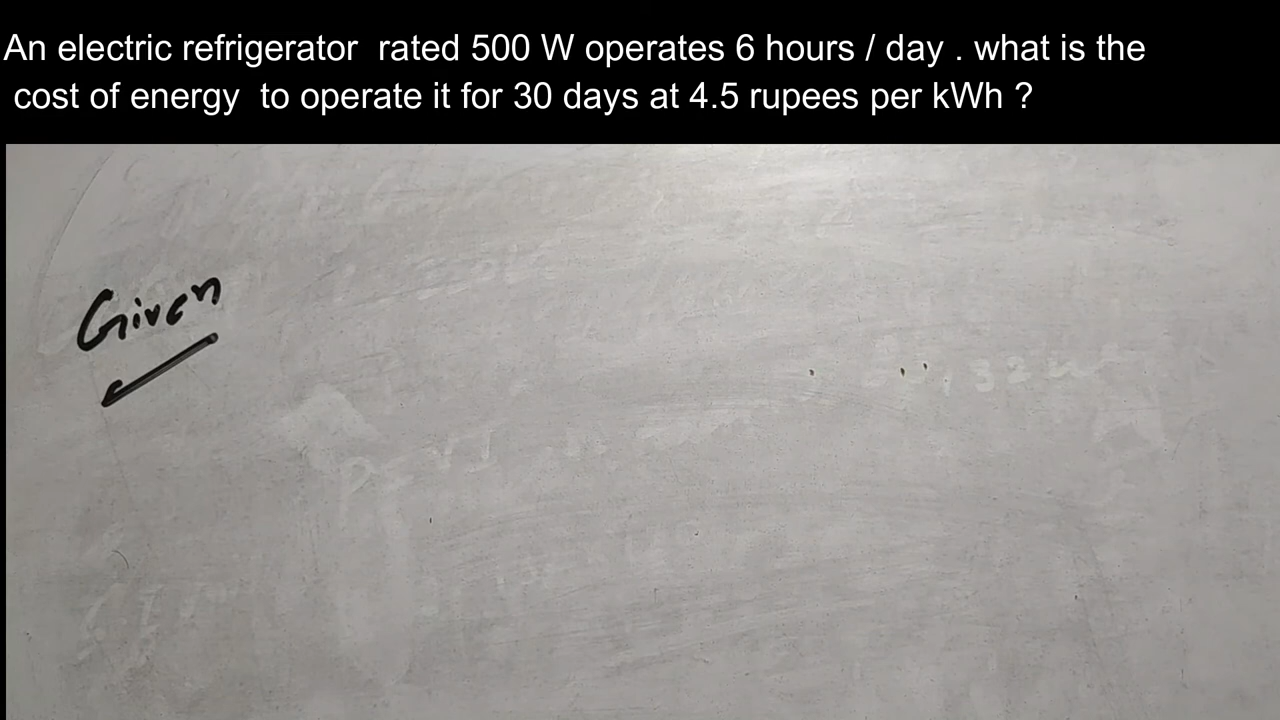 An electric refrigerator rated 500 W operates 6 hours / day . what is the
cost of energy to operate it for 30 days at 4.5 rupees per kWh ?
Given